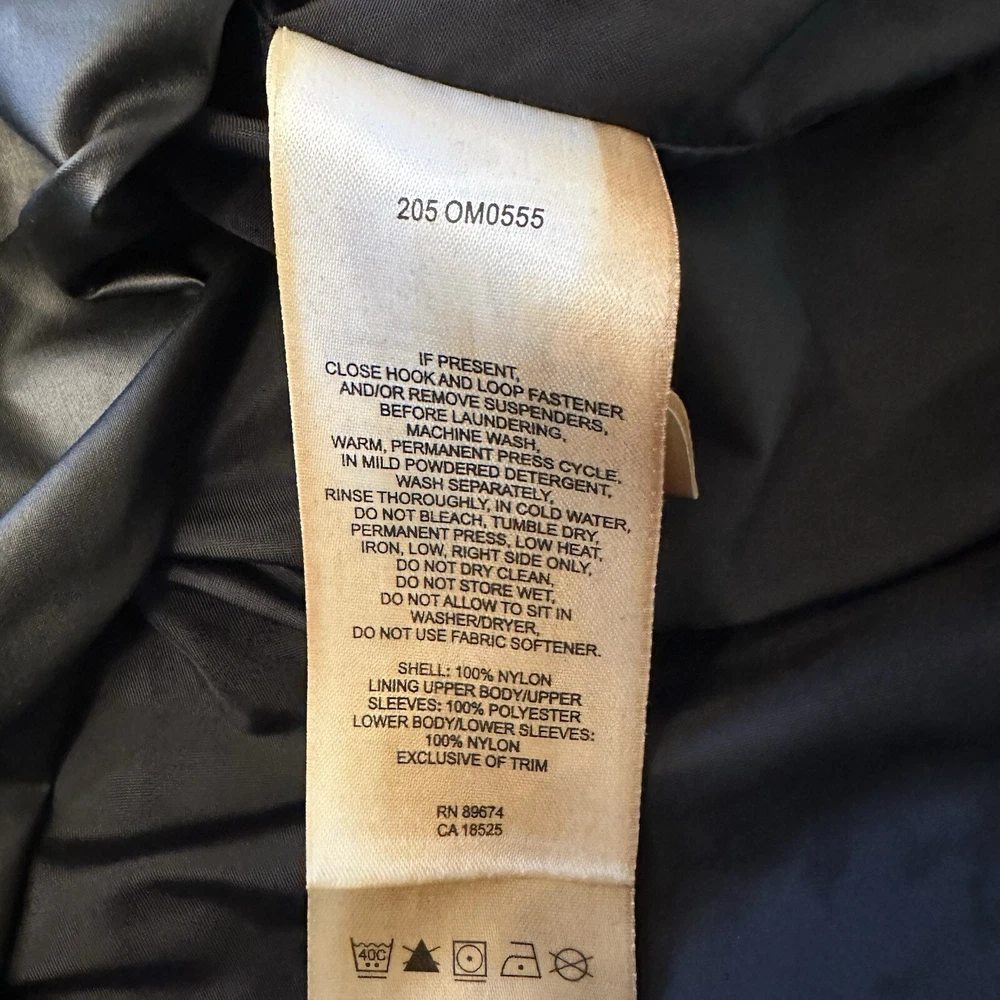 205 OM0555
IF PRESENT,
CLOSE HOOK AND LOOP FASTENER
AND/OR REMOVE SUSPENDERS,
BEFORE LAUNDERING,
MACHINE WASH,
WARM, PERMANENT PRESS CYCLE.
IN MILD POWDERED DETERGENT,
WASH SEPARATELY,
RINSE THOROUGHLY, IN COLD WATER,
DO NOT BLEACH, TUMBLE DRY,
PERMANENT PRESS, LOW HEAT,
IRON, LOW, RIGHT SIDE ONLY,
DO NOT DRY CLEAN,
DO NOT STORE WET,
DO NOT ALLOW TO SIT IN
WASHER/DRYER,
DO NOT USE FABRIC SOFTENER.
SHELL: 100% NYLON
LINING UPPER BODY/UPPER
SLEEVES: 100% POLYESTER
LOWER BODY/LOWER SLEEVES:
100% NYLON
EXCLUSIVE OF TRIM
RN 89674
CA 18525
40C